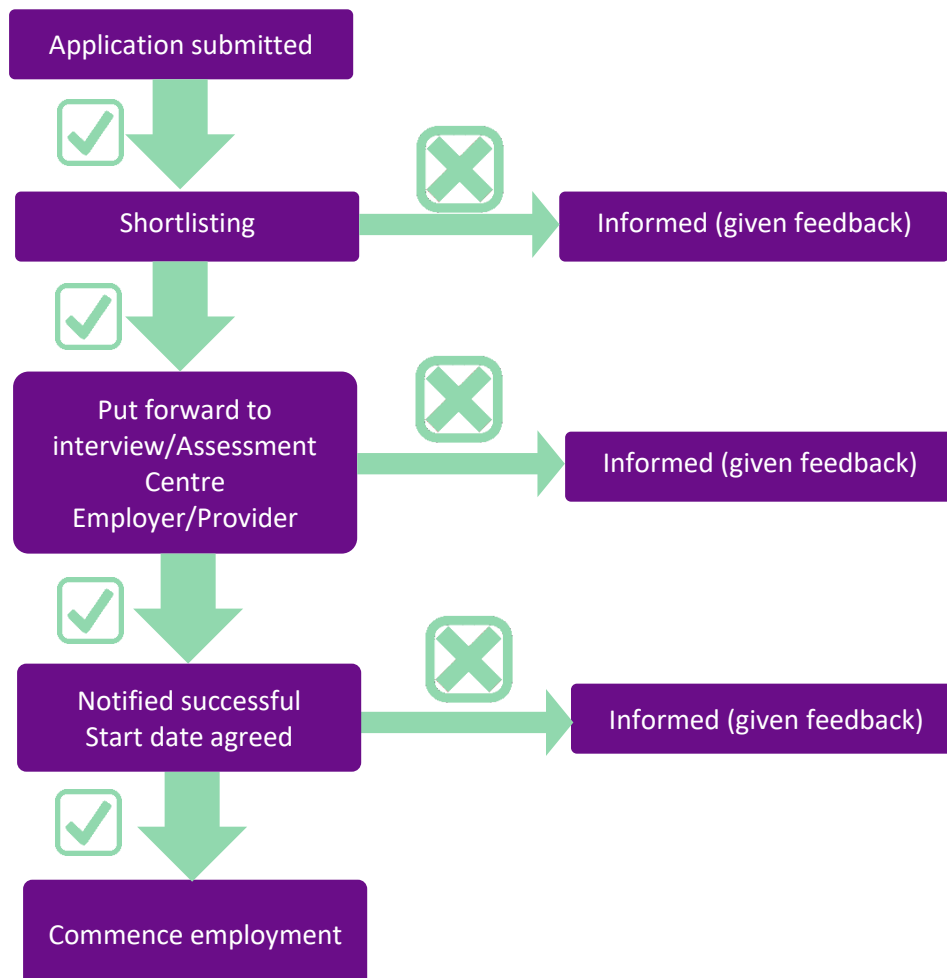 Application submitted
Shortlisting
Informed (given feedback)
Put forward to
interview/Assessment
Centre
Employer/Provider
Informed (given feedback)
Notified successful
Start date agreed
Informed (given feedback)
Commence employment